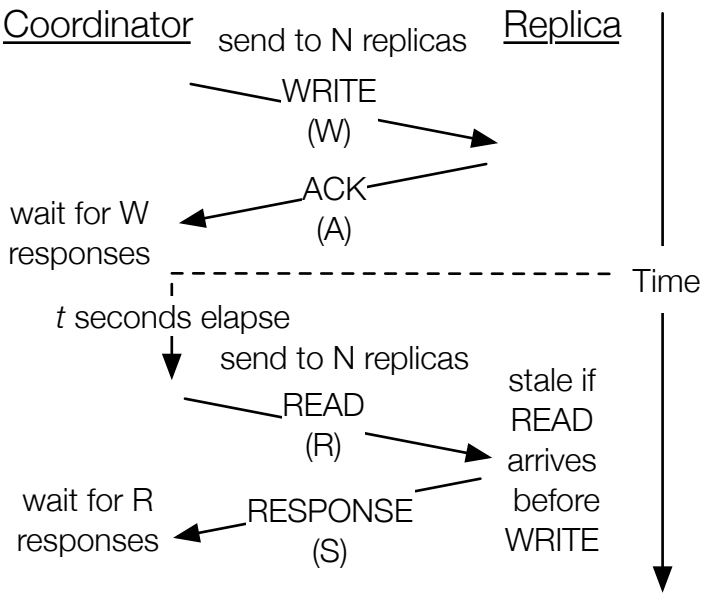 Coordinator
send to N replicas
Replica
WRITE
(W)
ACK
(A)
wait for W
responses
Time
t seconds elapse
send to N replicas
READ
(R)
stale if
READ
arrives
before
WRITE
wait for R
responses
RESPONSE
(S)